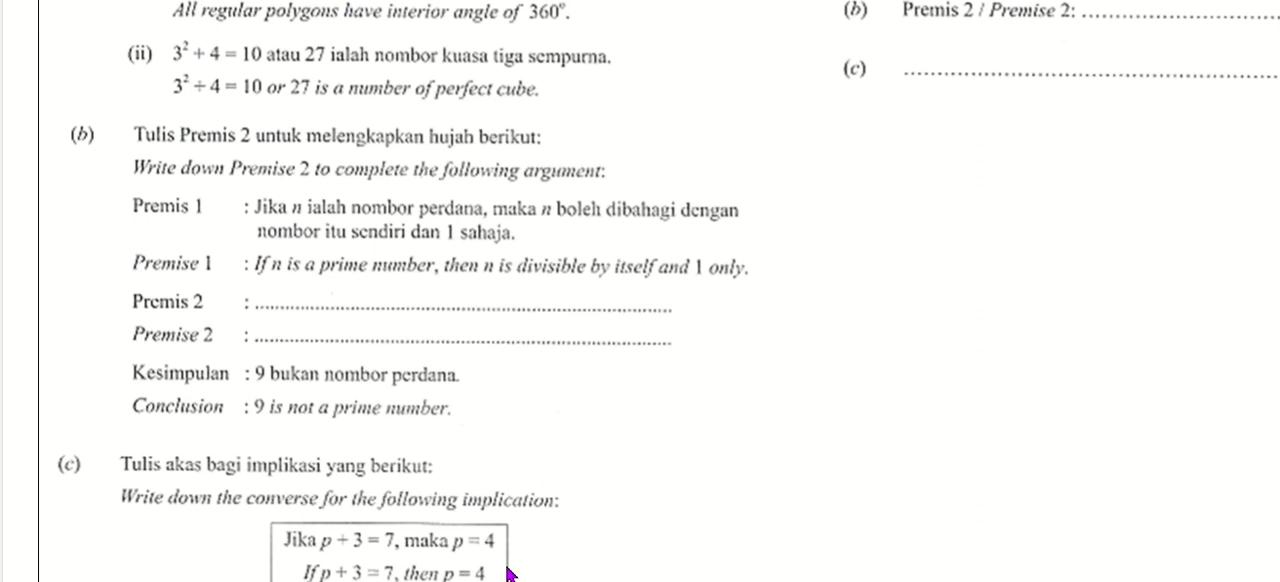 All regular polygons have interior angle of 360°.
(ii) 3² + 4 = 10 atau 27 ialah nombor kuasa tiga sempurna.
3² ÷ 4 = 10 or 27 is a number of perfect cube.
(b) Tulis Premis 2 untuk melengkapkan hujah berikut:
Write down Premise 2 to complete the following argument:
Premis 1 : Jika n ialah nombor perdana, maka n boleh dibahagi dengan
nombor itu sendiri dan 1 sahaja.
Premise 1 : If n is a prime number, then n is divisible by itself and 1 only.
Premis 2 : ........................................
Premise 2 : ........................................
Kesimpulan : 9 bukan nombor perdana.
Conclusion : 9 is not a prime number.
(c) Tulis akas bagi implikasi yang berikut:
Write down the converse for the following implication:
Jika p + 3 = 7, maka p = 4
If p + 3 = 7, then p = 4
(b) Premis 2 / Premise 2: ........................................
(c) ........................................